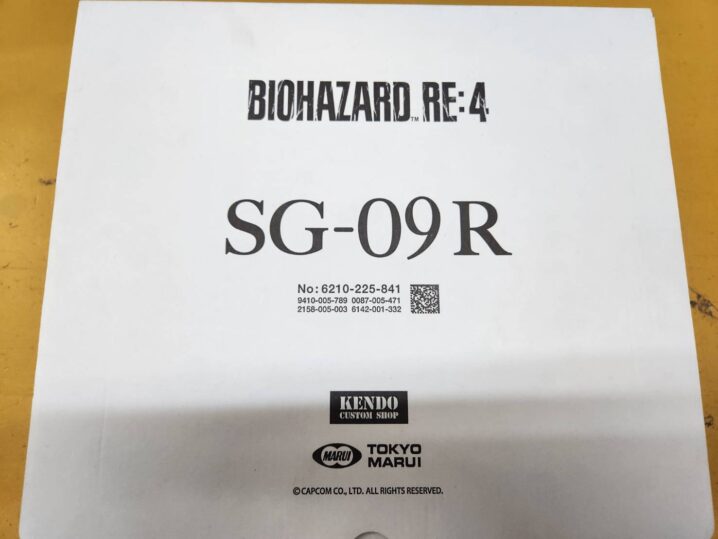 BIOHAZARD™ RE:4
SG-09 R
No: 6210-225-841
9410-005-789 0087-005-471
2158-005-003 6142-001-332
KENDO
CUSTOM SHOP
MARUI
TOKYO
MARUI
©CAPCOM CO., LTD. ALL RIGHTS RESERVED.